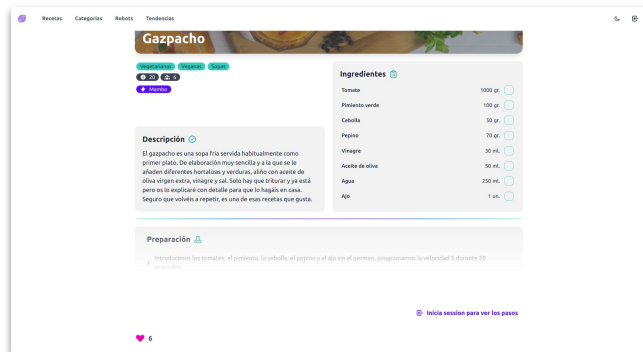 Recetas Categorías Robots Tendencias
Gazpacho
Vegetarianas Veganas Sopas
20 6
Mambo
Ingredientes
Tomate 1000 gr.
Pimiento verde 100 gr.
Cebolla 50 gr.
Pepino 70 gr.
Vinagre 30 ml.
Aceite de oliva 50 ml.
Agua 250 ml.
Ajo 1 un.
Descripción
El gazpacho es una sopa fría servida habitualmente como
primer plato. De elaboración muy sencilla y a la que se le
añaden diferentes hortalizas y verduras, aliño con aceite de
oliva virgen extra, vinagre y sal. Solo hay que triturar y ya está
pero os lo explicaré con detalle para que lo hagáis en casa.
Seguro que volvéis a repetir, es una de esas recetas que gusta.
Preparación
Introducimos los tomates, el pimiento, la cebolla, el pepino y el ajo sin el germen, programamos la velocidad 5 durante 20
Inicia session para ver los pasos
6